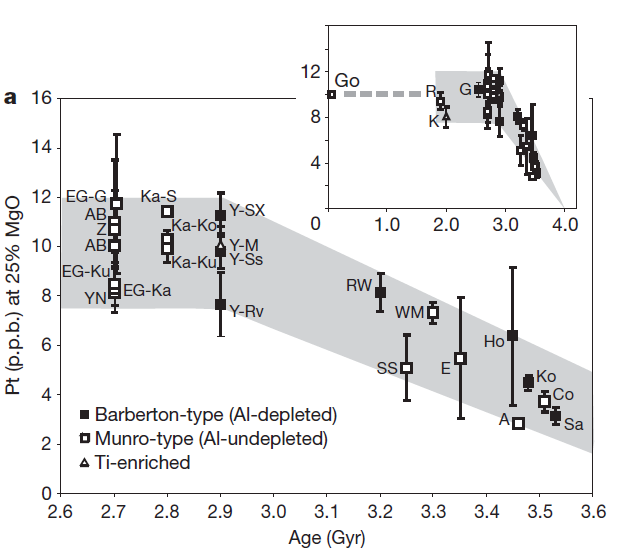 a
Pt (p.p.b.) at 25% MgO
16
14
12
10
8
6
4
2
0
2.6 2.7 2.8 2.9 3.0 3.1 3.2 3.3 3.4 3.5 3.6
Age (Gyr)
EG-G
AB
Z
AB
EG-Ku
YN
EG-Ka
Ka-S
Ka-Ko
Ka-Ku
Y-SX
Y-M
Y-Ss
Y-Rv
RW
WM
SS
E
Ho
Ko
Co
A
Sa
Barberton-type (Al-depleted)
Munro-type (Al-undepleted)
Ti-enriched
12
8
4
0 1.0 2.0 3.0 4.0
Go
R
K
G